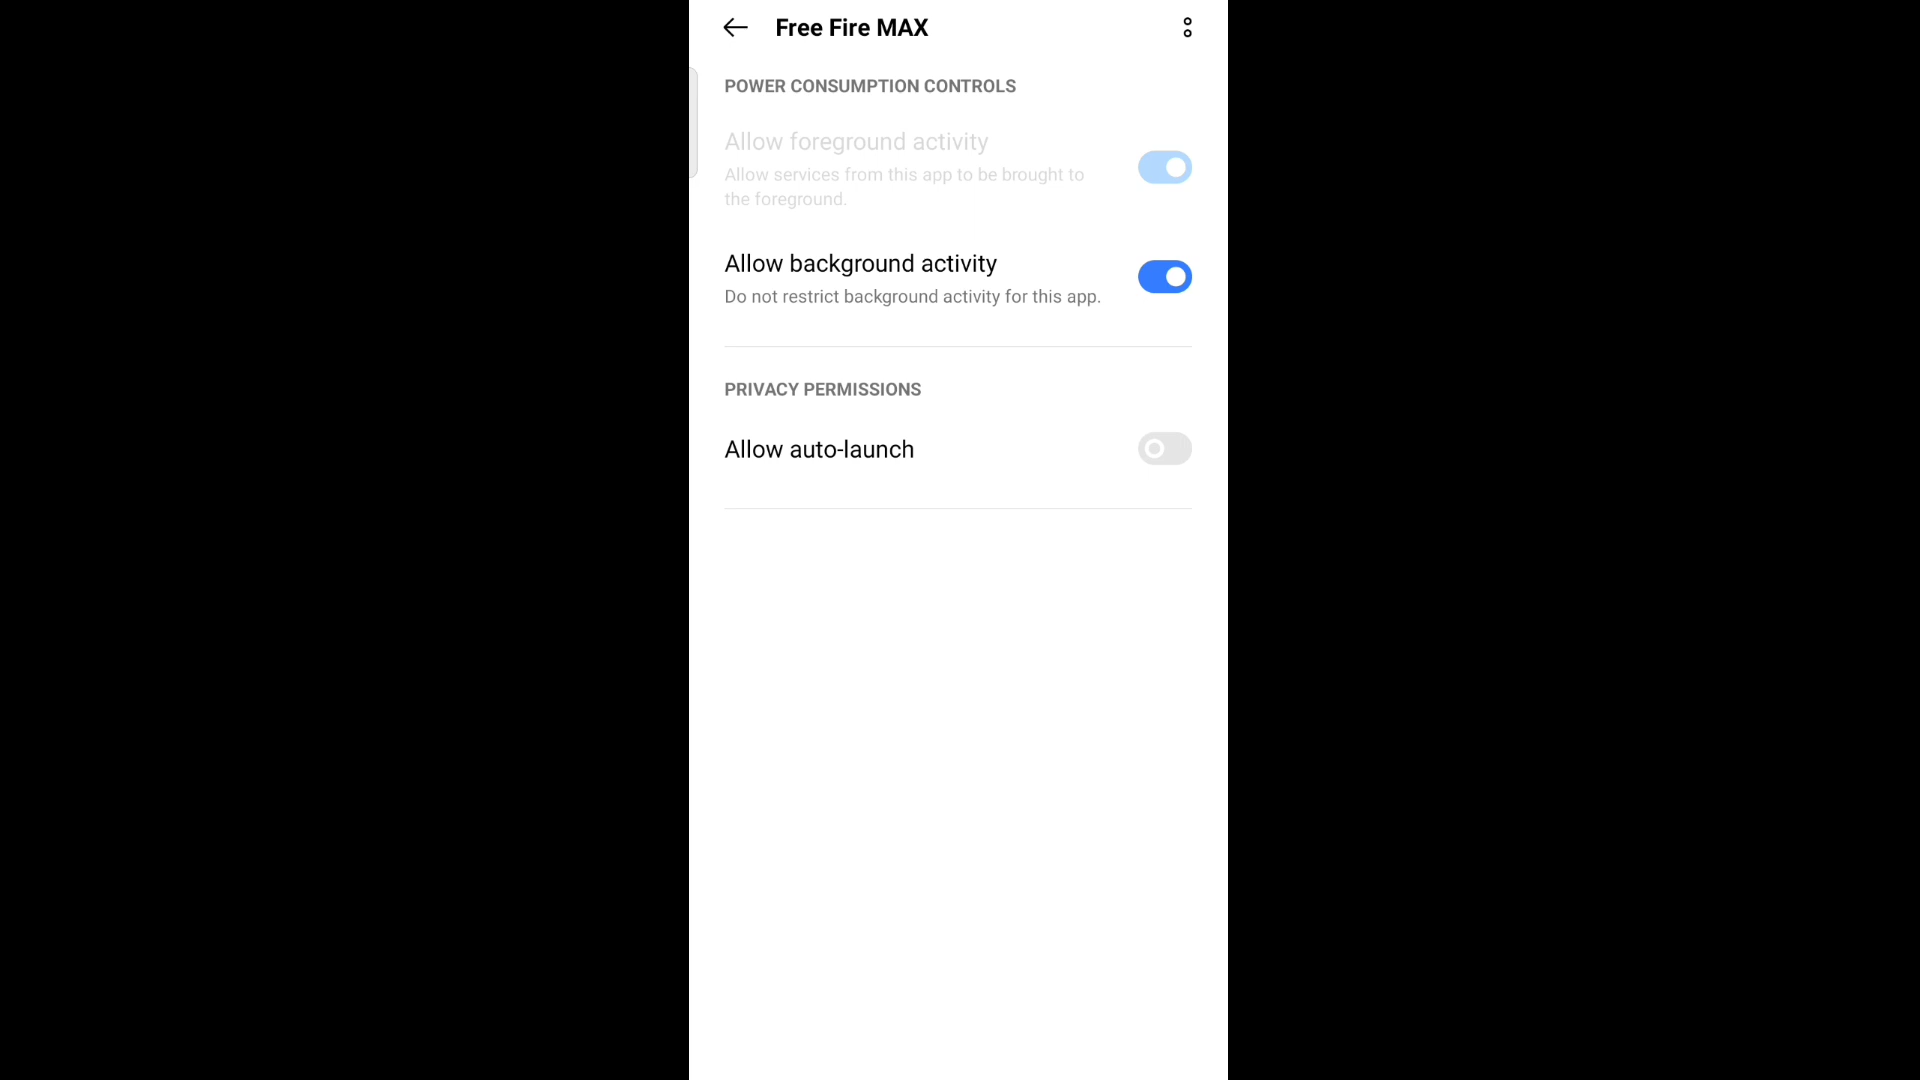 Free Fire MAX
POWER CONSUMPTION CONTROLS
Allow foreground activity
Allow services from this app to be brought to
the foreground.
Allow background activity
Do not restrict background activity for this app.
PRIVACY PERMISSIONS
Allow auto-launch